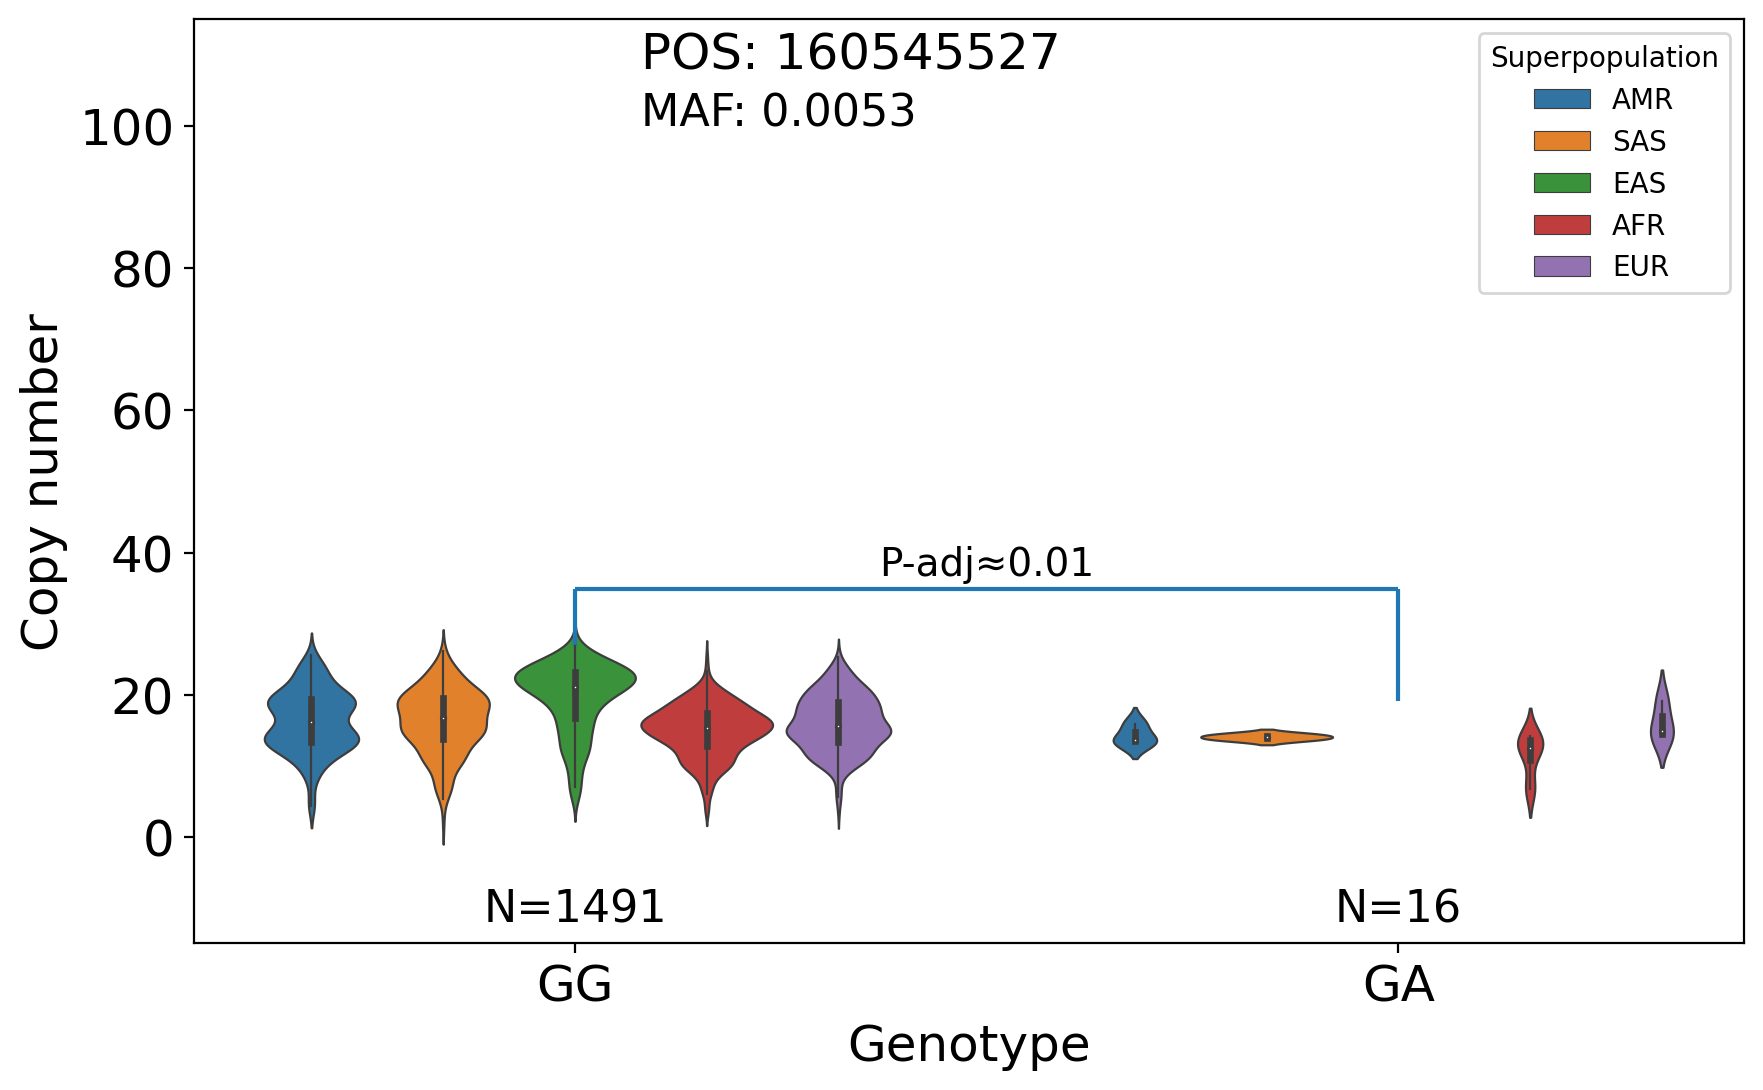 POS: 160545527
MAF: 0.0053
Superpopulation
AMR
SAS
EAS
AFR
EUR
Copy number
100
80
60
40
20
0
P-adj≈0.01
N=1491
N=16
GG
GA
Genotype